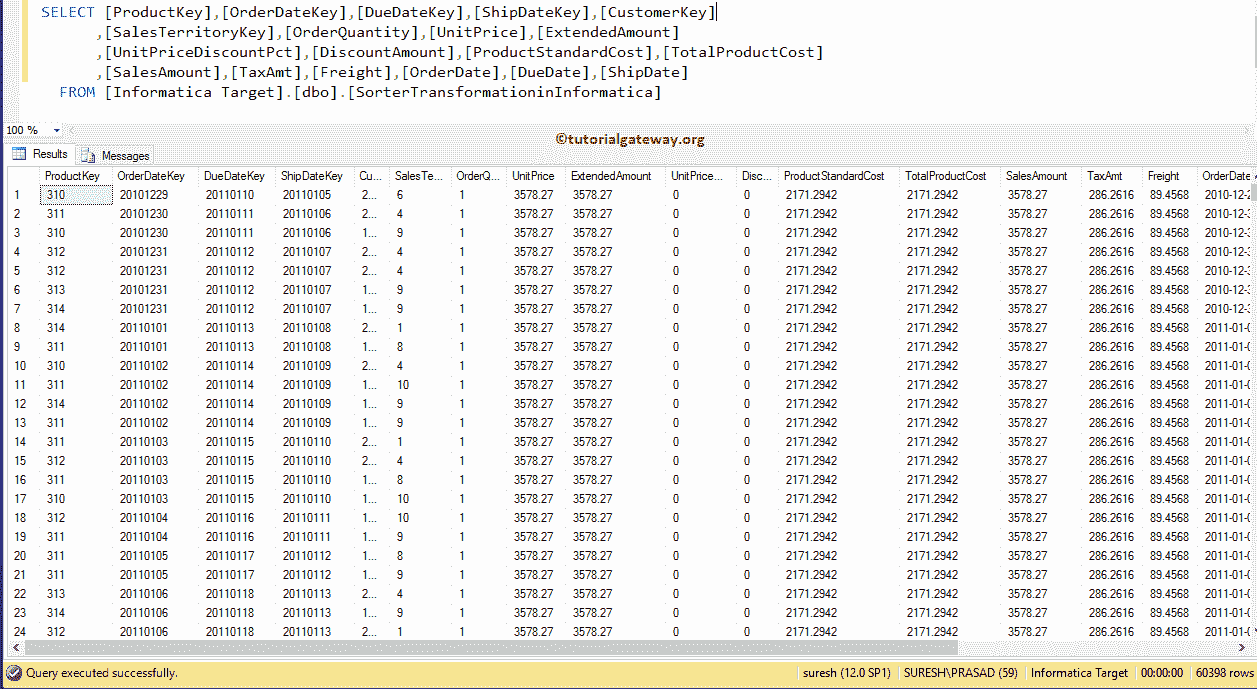 SELECT [ProductKey],[OrderDateKey],[DueDateKey],[ShipDateKey],[CustomerKey]
,[SalesTerritoryKey],[OrderQuantity],[UnitPrice],[ExtendedAmount]
,[UnitPriceDiscountPct],[DiscountAmount],[ProductStandardCost],[TotalProductCost]
,[SalesAmount],[TaxAmt],[Freight],[OrderDate],[DueDate],[ShipDate]
FROM [Informatica Target].[dbo].[SorterTransformationinInformatica]
100 %
©tutorialgateway.org
Results Messages
ProductKey OrderDateKey DueDateKey ShipDateKey Cu... SalesTe... OrderQ... UnitPrice ExtendedAmount UnitPrice... Disc... ProductStandardCost TotalProductCost SalesAmount TaxAmt Freight OrderDate
1 310 20101229 20110110 20110105 2... 6 1 3578.27 3578.27 0 0 2171.2942 2171.2942 3578.27 286.2616 89.4568 2010-12-2
2 311 20101230 20110111 20110106 2... 4 1 3578.27 3578.27 0 0 2171.2942 2171.2942 3578.27 286.2616 89.4568 2010-12-3
3 310 20101230 20110111 20110106 1... 9 1 3578.27 3578.27 0 0 2171.2942 2171.2942 3578.27 286.2616 89.4568 2010-12-3
4 312 20101231 20110112 20110107 2... 4 1 3578.27 3578.27 0 0 2171.2942 2171.2942 3578.27 286.2616 89.4568 2010-12-3
5 312 20101231 20110112 20110107 2... 4 1 3578.27 3578.27 0 0 2171.2942 2171.2942 3578.27 286.2616 89.4568 2010-12-3
6 313 20101231 20110112 20110107 1... 9 1 3578.27 3578.27 0 0 2171.2942 2171.2942 3578.27 286.2616 89.4568 2010-12-3
7 314 20101231 20110112 20110107 1... 9 1 3578.27 3578.27 0 0 2171.2942 2171.2942 3578.27 286.2616 89.4568 2010-12-3
8 314 20110101 20110113 20110108 2... 1 1 3578.27 3578.27 0 0 2171.2942 2171.2942 3578.27 286.2616 89.4568 2011-01-0
9 311 20110101 20110113 20110108 1... 8 1 3578.27 3578.27 0 0 2171.2942 2171.2942 3578.27 286.2616 89.4568 2011-01-0
10 310 20110102 20110114 20110109 2... 4 1 3578.27 3578.27 0 0 2171.2942 2171.2942 3578.27 286.2616 89.4568 2011-01-0
11 311 20110102 20110114 20110109 1... 10 1 3578.27 3578.27 0 0 2171.2942 2171.2942 3578.27 286.2616 89.4568 2011-01-0
12 314 20110102 20110114 20110109 1... 9 1 3578.27 3578.27 0 0 2171.2942 2171.2942 3578.27 286.2616 89.4568 2011-01-0
13 311 20110102 20110114 20110109 1... 9 1 3578.27 3578.27 0 0 2171.2942 2171.2942 3578.27 286.2616 89.4568 2011-01-0
14 311 20110103 20110115 20110110 2... 1 1 3578.27 3578.27 0 0 2171.2942 2171.2942 3578.27 286.2616 89.4568 2011-01-0
15 312 20110103 20110115 20110110 2... 4 1 3578.27 3578.27 0 0 2171.2942 2171.2942 3578.27 286.2616 89.4568 2011-01-0
16 311 20110103 20110115 20110110 1... 8 1 3578.27 3578.27 0 0 2171.2942 2171.2942 3578.27 286.2616 89.4568 2011-01-0
17 310 20110103 20110115 20110110 1... 10 1 3578.27 3578.27 0 0 2171.2942 2171.2942 3578.27 286.2616 89.4568 2011-01-0
18 312 20110104 20110116 20110111 1... 10 1 3578.27 3578.27 0 0 2171.2942 2171.2942 3578.27 286.2616 89.4568 2011-01-0
19 311 20110104 20110116 20110111 1... 9 1 3578.27 3578.27 0 0 2171.2942 2171.2942 3578.27 286.2616 89.4568 2011-01-0
20 311 20110105 20110117 20110112 1... 8 1 3578.27 3578.27 0 0 2171.2942 2171.2942 3578.27 286.2616 89.4568 2011-01-0
21 311 20110105 20110117 20110112 1... 9 1 3578.27 3578.27 0 0 2171.2942 2171.2942 3578.27 286.2616 89.4568 2011-01-0
22 313 20110106 20110118 20110113 2... 4 1 3578.27 3578.27 0 0 2171.2942 2171.2942 3578.27 286.2616 89.4568 2011-01-0
23 314 20110106 20110118 20110113 1... 9 1 3578.27 3578.27 0 0 2171.2942 2171.2942 3578.27 286.2616 89.4568 2011-01-0
24 312 20110106 20110118 20110113 2... 1 1 3578.27 3578.27 0 0 2171.2942 2171.2942 3578.27 286.2616 89.4568 2011-01-0
Query executed successfully. suresh (12.0 SP1) SURESH\PRASAD (59) Informatica Target 00:00:00 60398 rows